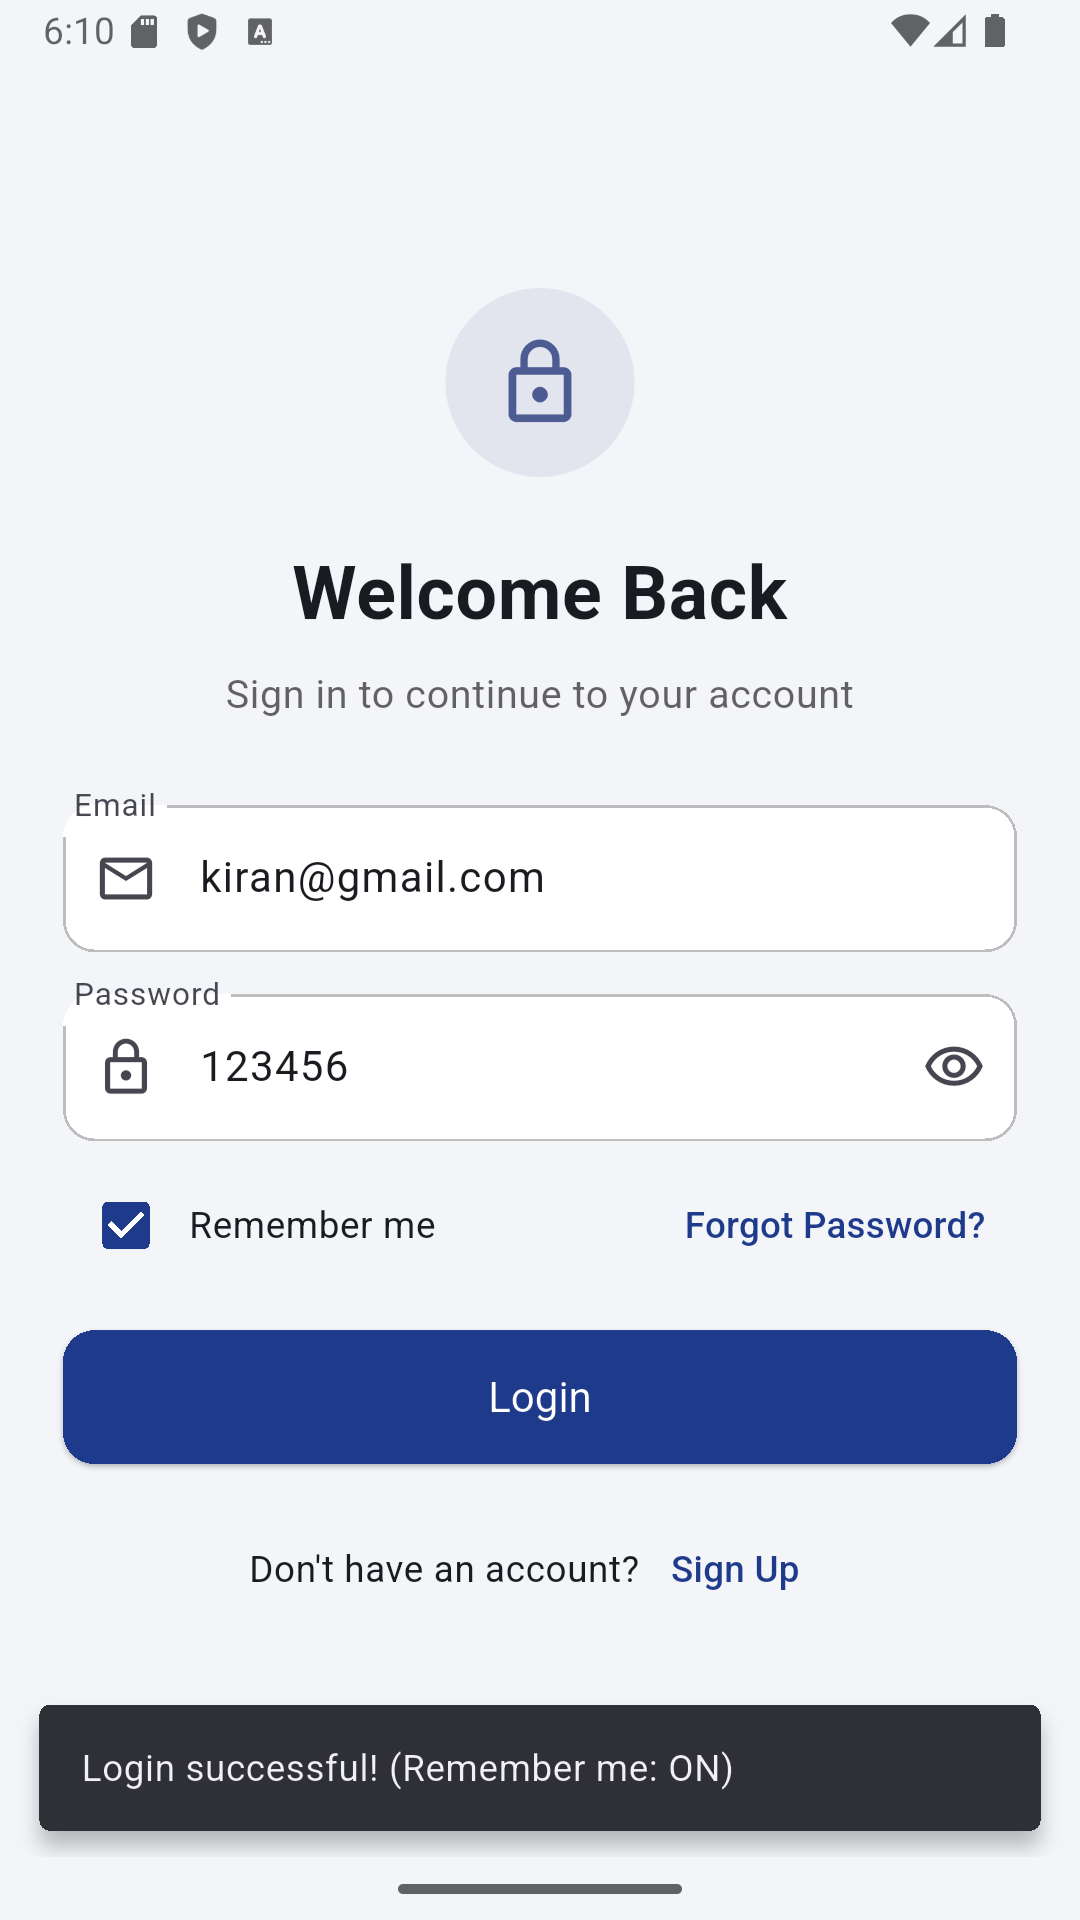 6:10
Welcome Back
Sign in to continue to your account
Email
kiran@gmail.com
Password
123456
Remember me
Forgot Password?
Login
Don't have an account? Sign Up
Login successful! (Remember me: ON)